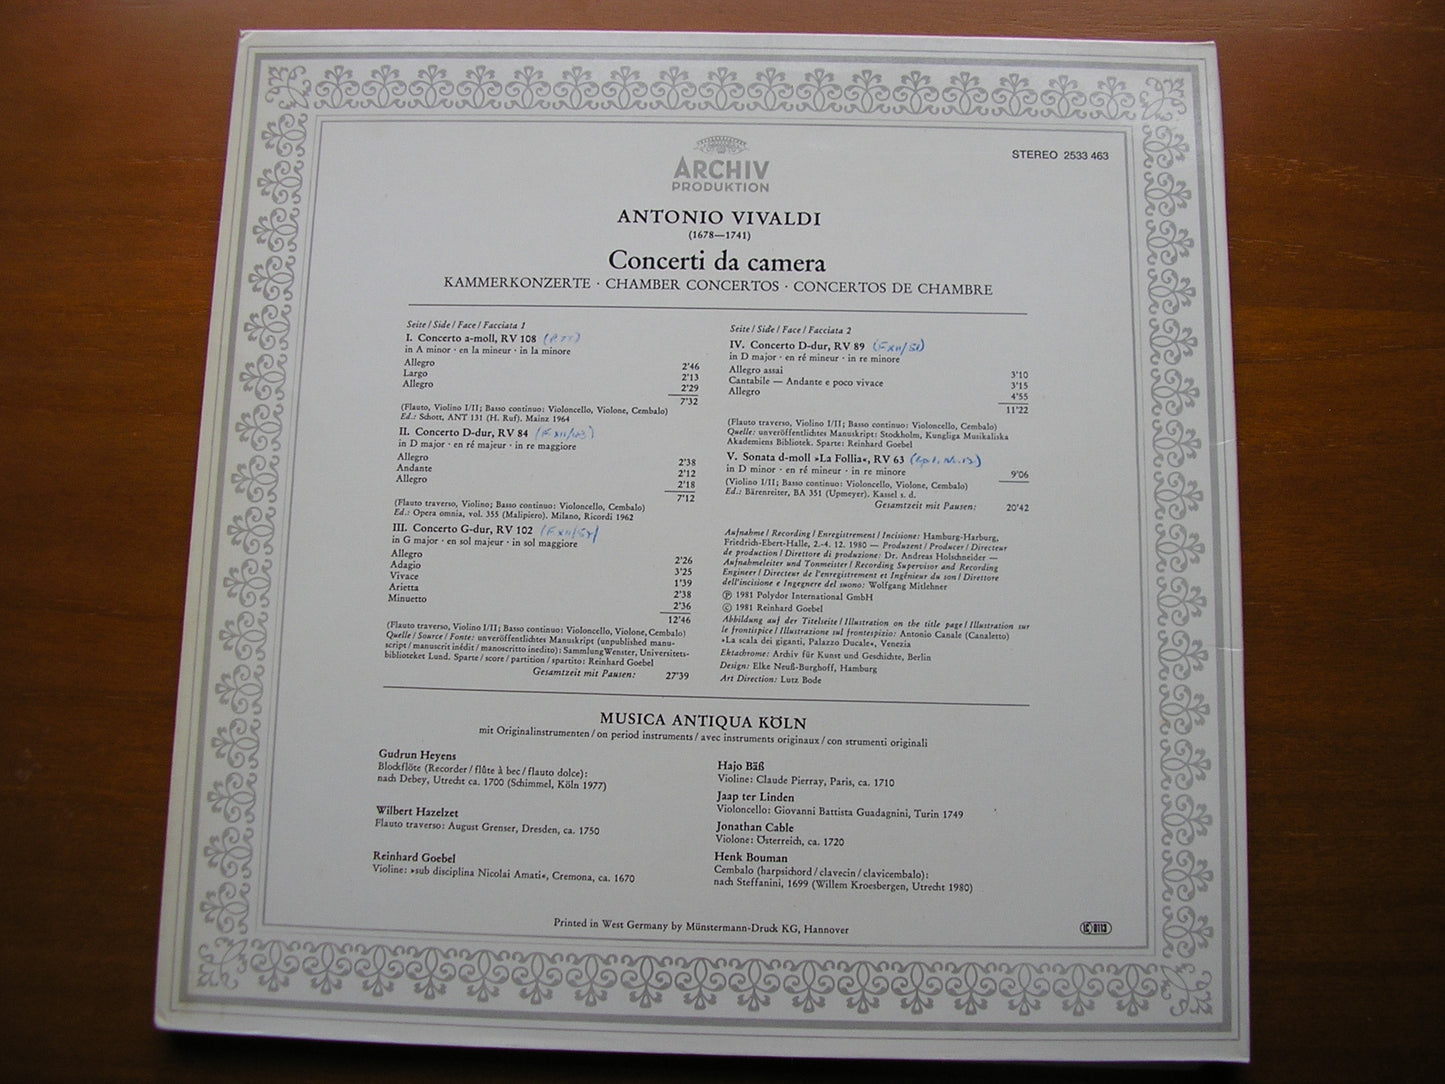 ARCHIV
PRODUKTION
STEREO 2533 463
ANTONIO VIVALDI
(1678—1741)
Concerti da camera
KAMMERKONZERTE · CHAMBER CONCERTOS · CONCERTOS DE CHAMBRE
Seite / Side / Face / Facciata 1
I. Concerto a-moll, RV 108
in A minor · en la mineur · in la minore
Allegro 2'46
Largo 2'13
Allegro 2'29
7'32
(Flauto, Violino I/II; Basso continuo: Violoncello, Violone, Cembalo)
Ed.: Schott, ANT 131 (H. Ruf). Mainz 1964
II. Concerto D-dur, RV 84 (F XII/43)
in D major · en ré majeur · in re maggiore
Allegro 2'38
Andante 2'12
Allegro 2'18
7'12
(Flauto traverso, Violino; Basso continuo: Violoncello, Cembalo)
Ed.: Opera omnia, vol. 355 (Malipiero). Milano, Ricordi 1962
III. Concerto G-dur, RV 102 (F XII/52)
in G major · en sol majeur · in sol maggiore
Allegro 2'26
Adagio 3'25
Vivace 1'39
Arietta 2'38
Minuetto 2'36
12'46
(Flauto traverso, Violino I/II; Basso continuo: Violoncello, Violone, Cembalo)
Quelle / Source / Fonte: unveröffentlichtes Manuskript (unpublished manu-
script / manuscrit inédit / manoscritto inedito): Sammlung Wenster, Universitets-
biblioteket Lund. Sparte / score / partition / spartito: Reinhard Goebel
Gesamtzeit mit Pausen: 27'39
Seite / Side / Face / Facciata 2
IV. Concerto D-dur, RV 89 (F XII/51)
in D major · en ré mineur · in re minore
Allegro assai 3'10
Cantabile — Andante e poco vivace 3'15
Allegro 4'55
11'22
(Flauto traverso, Violino I/II; Basso continuo: Violoncello, Cembalo)
Quelle: unveröffentlichtes Manuskript: Stockholm, Kungliga Musikaliska
Akademiens Bibliotek. Sparte: Reinhard Goebel
V. Sonata d-moll »La Follia«, RV 63 (Op 1, No. 12)
in D minor · en ré mineur · in re minore 9'06
(Violino I/II; Basso continuo: Violoncello, Violone, Cembalo)
Ed.: Bärenreiter, BA 351 (Upmeyer). Kassel s. d.
Gesamtzeit mit Pausen: 20'42
Aufnahme / Recording / Enregistrement / Incisione: Hamburg-Harburg,
Friedrich-Ebert-Halle, 2.-4. 12. 1980 — Produzent / Producer / Directeur
de production / Direttore di produzione: Dr. Andreas Holschneider —
Aufnahmeleiter und Tonmeister / Recording Supervisor and Recording
Engineer / Directeur de l'enregistrement et Ingénieur du son / Direttore
dell'incisione e Ingegnere del suono: Wolfgang Mitlehner
Ⓟ 1981 Polydor International GmbH
© 1981 Reinhard Goebel
Abbildung auf der Titelseite / Illustration on the title page / Illustration sur
le frontispice / Illustrazione sul frontespizio: Antonio Canale (Canaletto)
»La scala dei giganti, Palazzo Ducale«, Venezia
Ektachrome: Archiv für Kunst und Geschichte, Berlin
Design: Elke Neuß-Burghoff, Hamburg
Art Direction: Lutz Bode
MUSICA ANTIQUA KÖLN
mit Originalinstrumenten / on period instruments / avec instruments originaux / con strumenti originali
Gudrun Heyens
Blockflöte (Recorder / flûte à bec / flauto dolce):
nach Debey, Utrecht ca. 1700 (Schimmel, Köln 1977)
Wilbert Hazelzet
Flauto traverso: August Grenser, Dresden, ca. 1750
Reinhard Goebel
Violine: »sub disciplina Nicolai Amati«, Cremona, ca. 1670
Hajo Bäß
Violine: Claude Pierray, Paris, ca. 1710
Jaap ter Linden
Violoncello: Giovanni Battista Guadagnini, Turin 1749
Jonathan Cable
Violone: Österreich, ca. 1720
Henk Bouman
Cembalo (harpsichord / clavecin / clavicembalo):
nach Steffanini, 1699 (Willem Kroesbergen, Utrecht 1980)
Printed in West Germany by Münstermann-Druck KG, Hannover
LC 0113